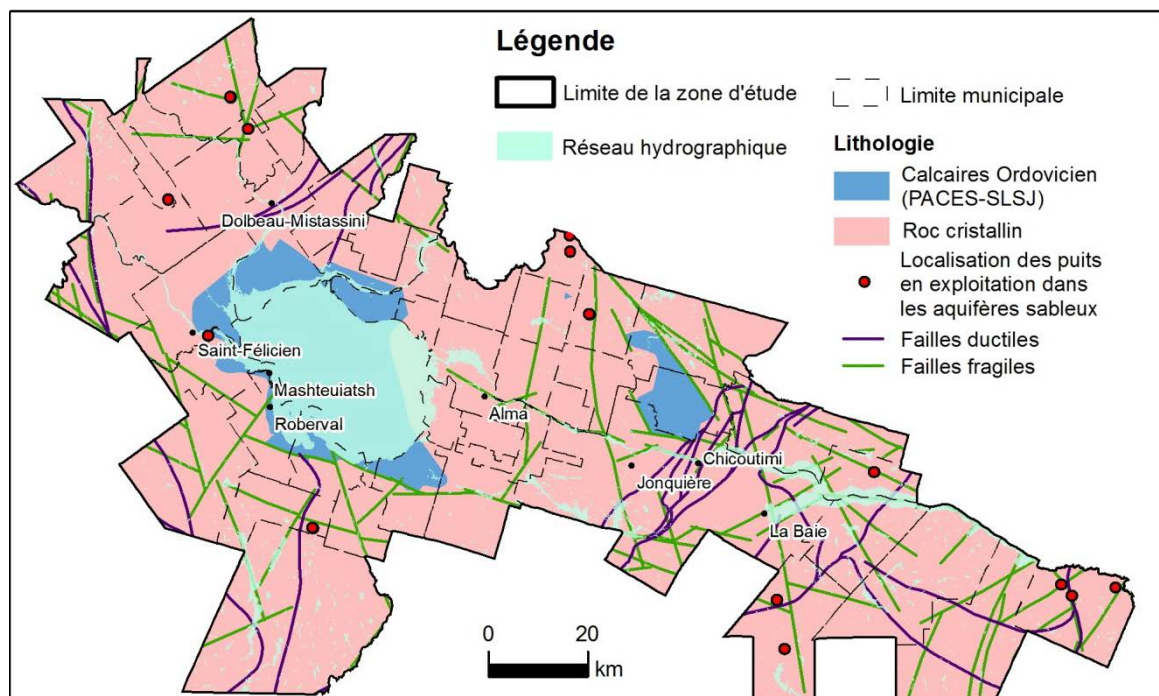 Légende
Limite de la zone d'étude
Limite municipale
Réseau hydrographique
Lithologie
Calcaires Ordovicien
(PACES-SLSJ)
Roc cristallin
Localisation des puits
en exploitation dans
les aquifères sableux
Failles ductiles
Failles fragiles
Dolbeau-Mistassini
Saint-Félicien
Mashteuiatsh
Roberval
Alma
Chicoutimi
Jonquière
La Baie
0 20
km